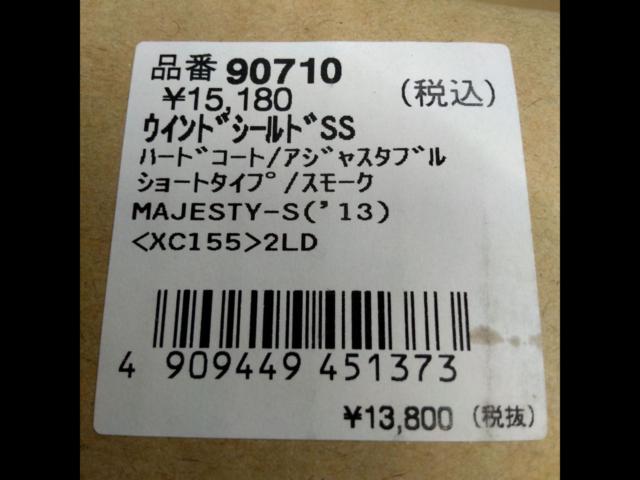 品番 90710
¥15,180 (税込)
ｳｲﾝﾄﾞｼｰﾙﾄﾞSS
ﾊｰﾄﾞｺｰﾄ/ｱｼﾞｬｽﾀﾌﾞﾙ
ｼｮｰﾄﾀｲﾌﾟ/ｽﾓｰｸ
MAJESTY-S('13)
<XC155>2LD
4 909449 451373
¥13,800 (税抜)